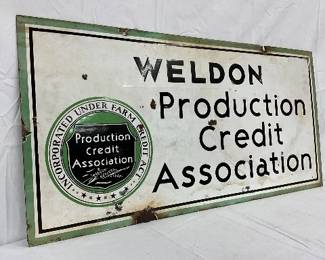 WELDON
Production
Credit
Association
INCORPORATED UNDER FARM CREDIT ACT
Production
Credit
Association